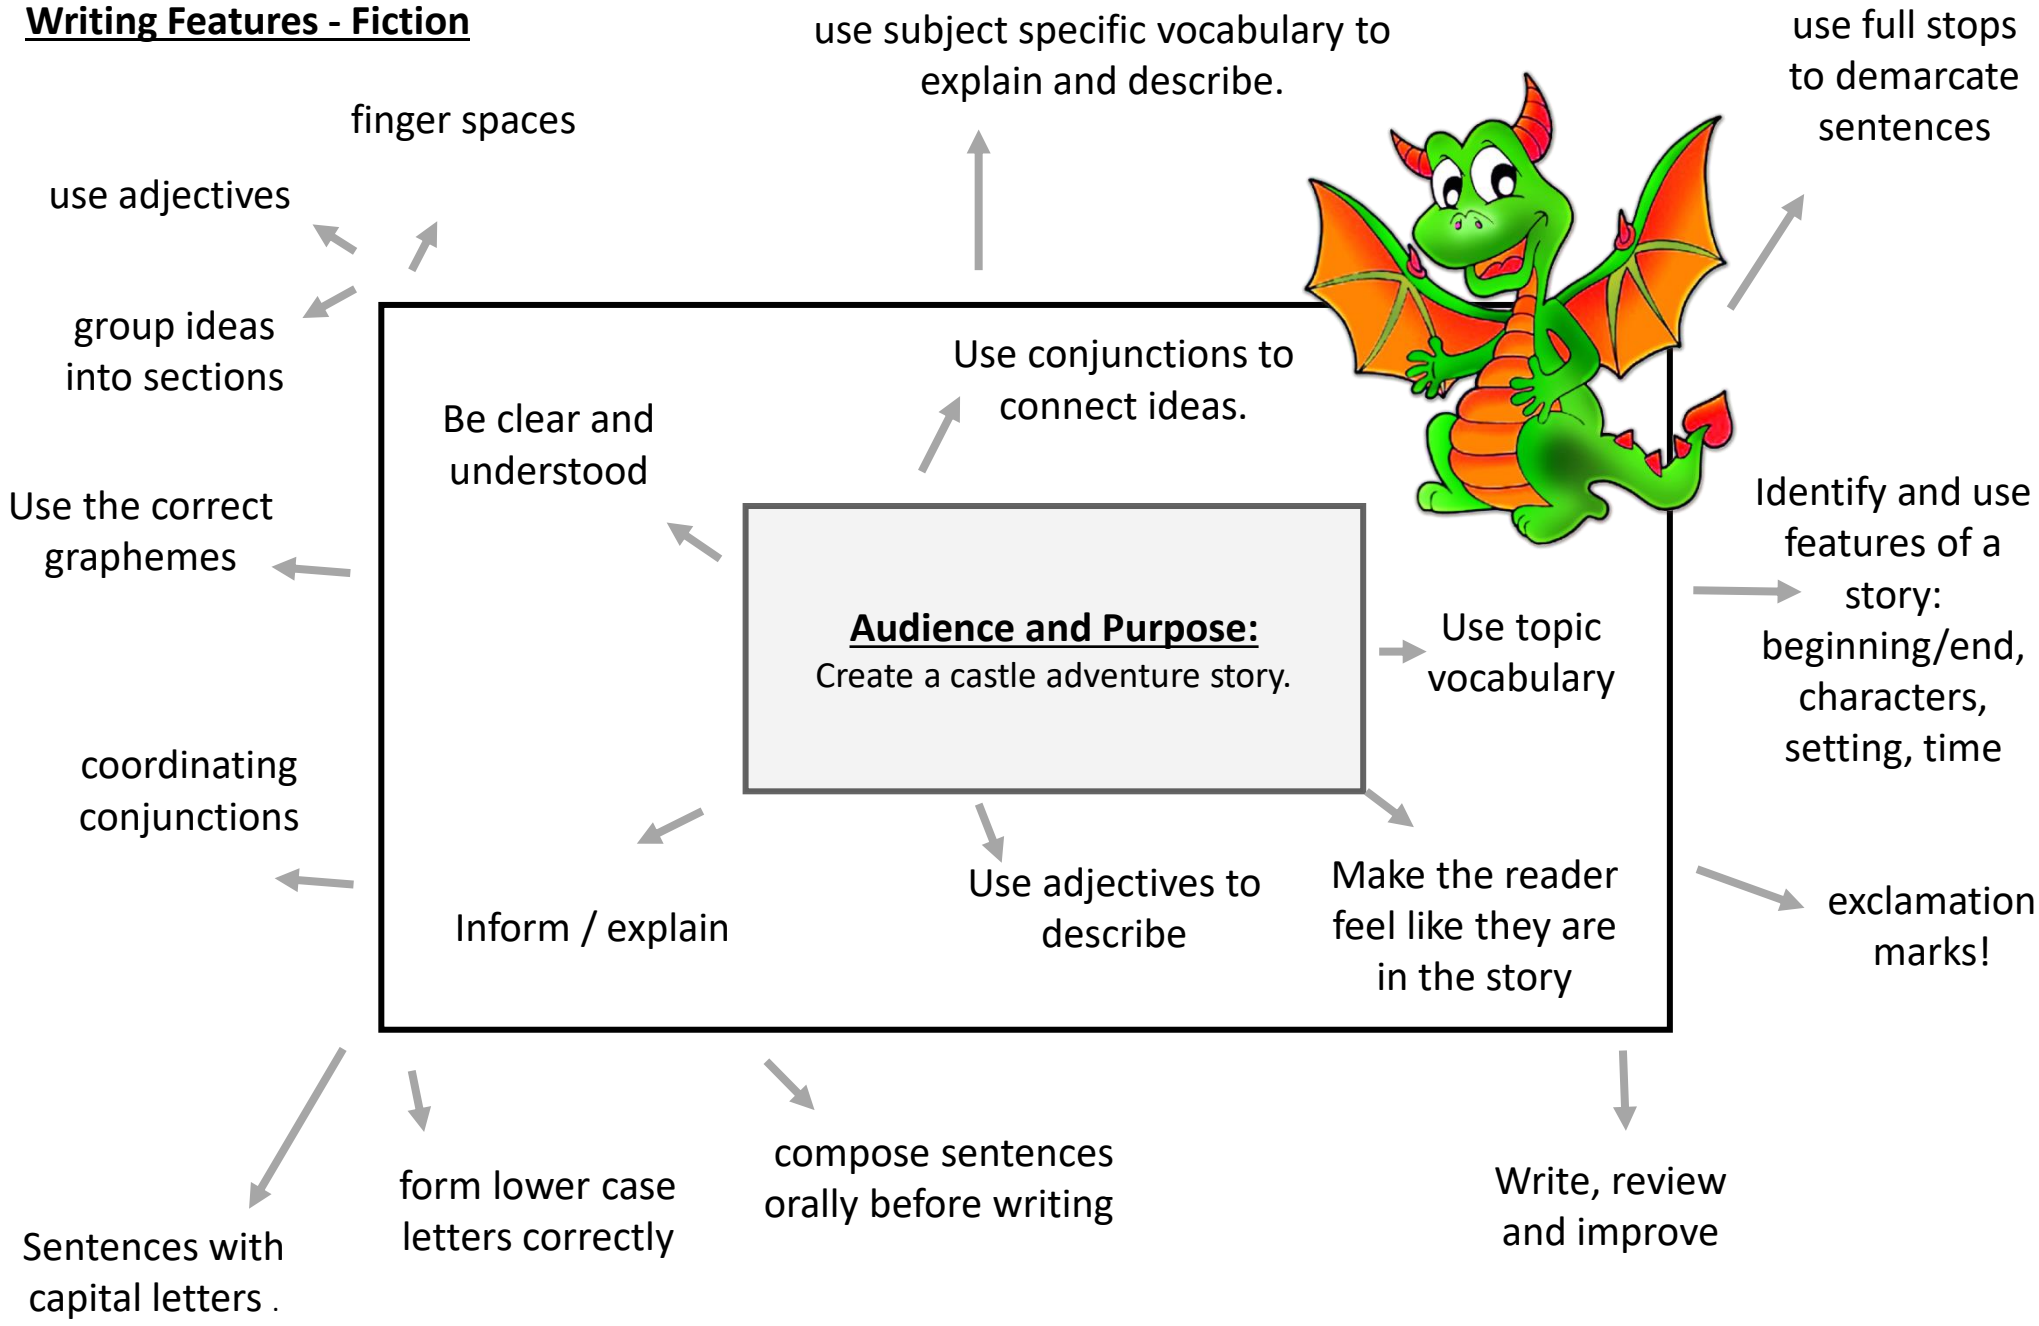 Writing Features - Fiction
use subject specific vocabulary to
explain and describe.
use full stops
to demarcate
sentences
finger spaces
use adjectives
group ideas
into sections
Use conjunctions to
connect ideas.
Be clear and
understood
Use the correct
graphemes
Identify and use
features of a
story:
beginning/end,
characters,
setting, time
Audience and Purpose:
Create a castle adventure story.
Use topic
vocabulary
coordinating
conjunctions
Inform / explain
Use adjectives to
describe
Make the reader
feel like they are
in the story
exclamation
marks!
Sentences with
capital letters .
form lower case
letters correctly
compose sentences
orally before writing
Write, review
and improve